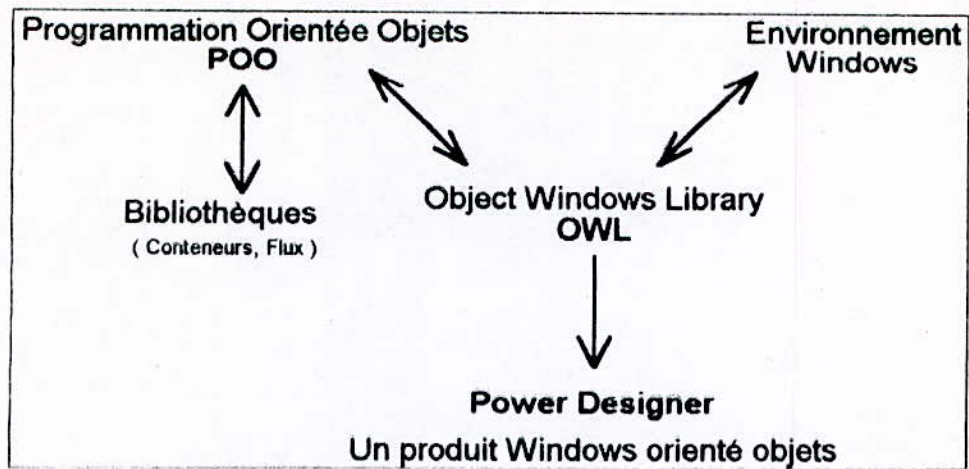 Programmation Orientée Objets
POO
Environnement
Windows
Bibliothèques
( Conteneurs, Flux )
Object Windows Library
OWL
Power Designer
Un produit Windows orienté objets